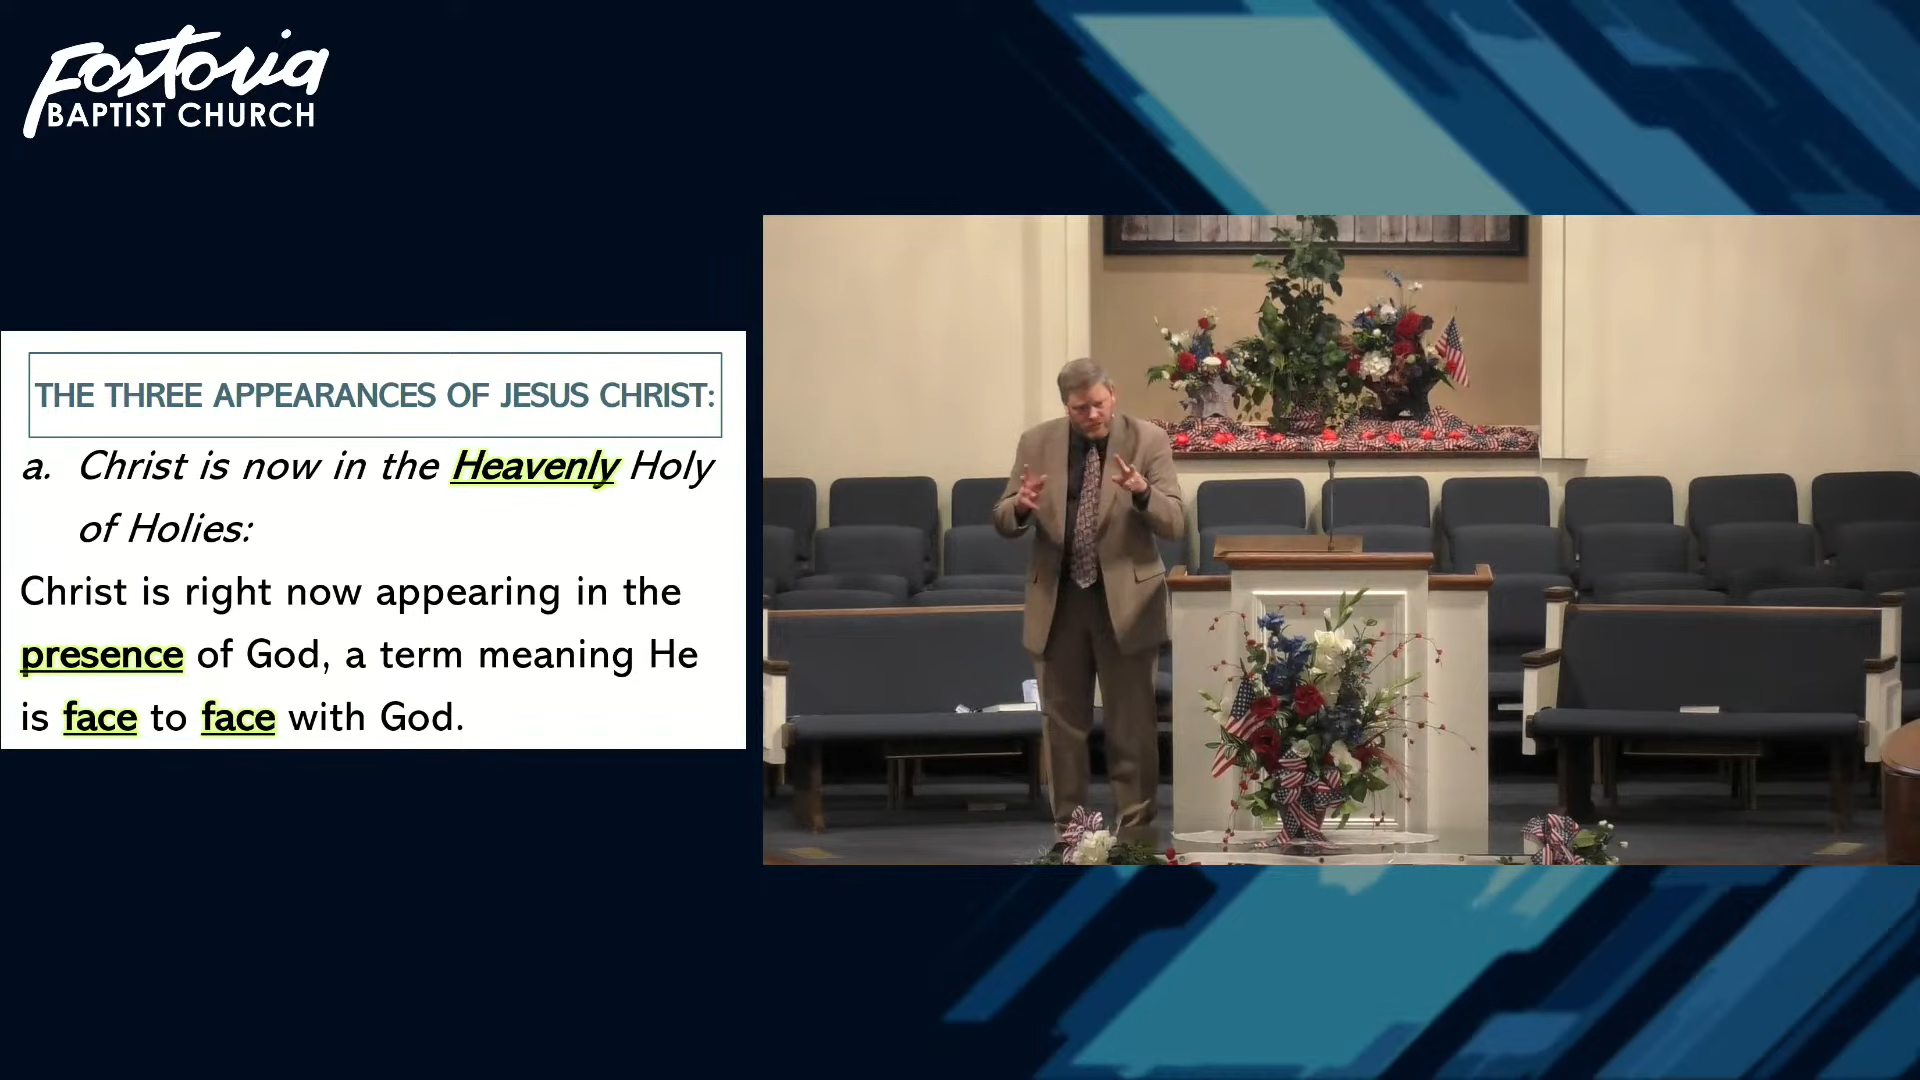 Fostoria
BAPTIST CHURCH
THE THREE APPEARANCES OF JESUS CHRIST:
a. Christ is now in the Heavenly Holy
of Holies:
Christ is right now appearing in the
presence of God, a term meaning He
is face to face with God.